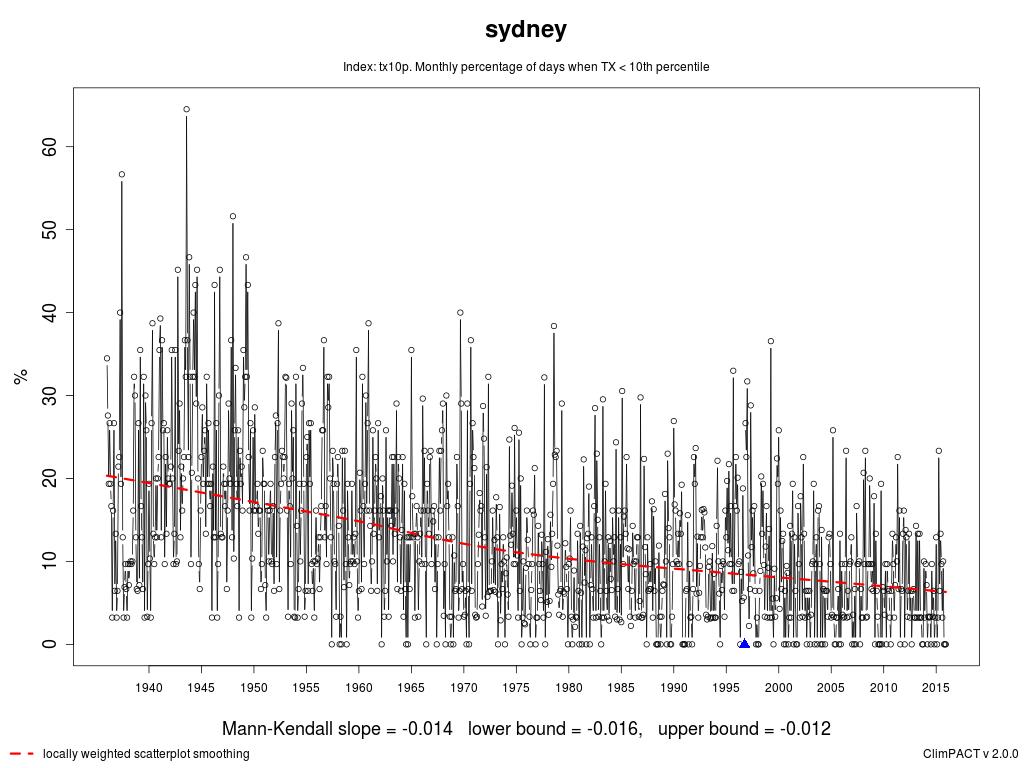 sydney
Index: tx10p. Monthly percentage of days when TX < 10th percentile
%
60
50
40
30
20
10
0
1940 1945 1950 1955 1960 1965 1970 1975 1980 1985 1990 1995 2000 2005 2010 2015
Mann-Kendall slope = -0.014 lower bound = -0.016, upper bound = -0.012
locally weighted scatterplot smoothing
ClimPACT v 2.0.0